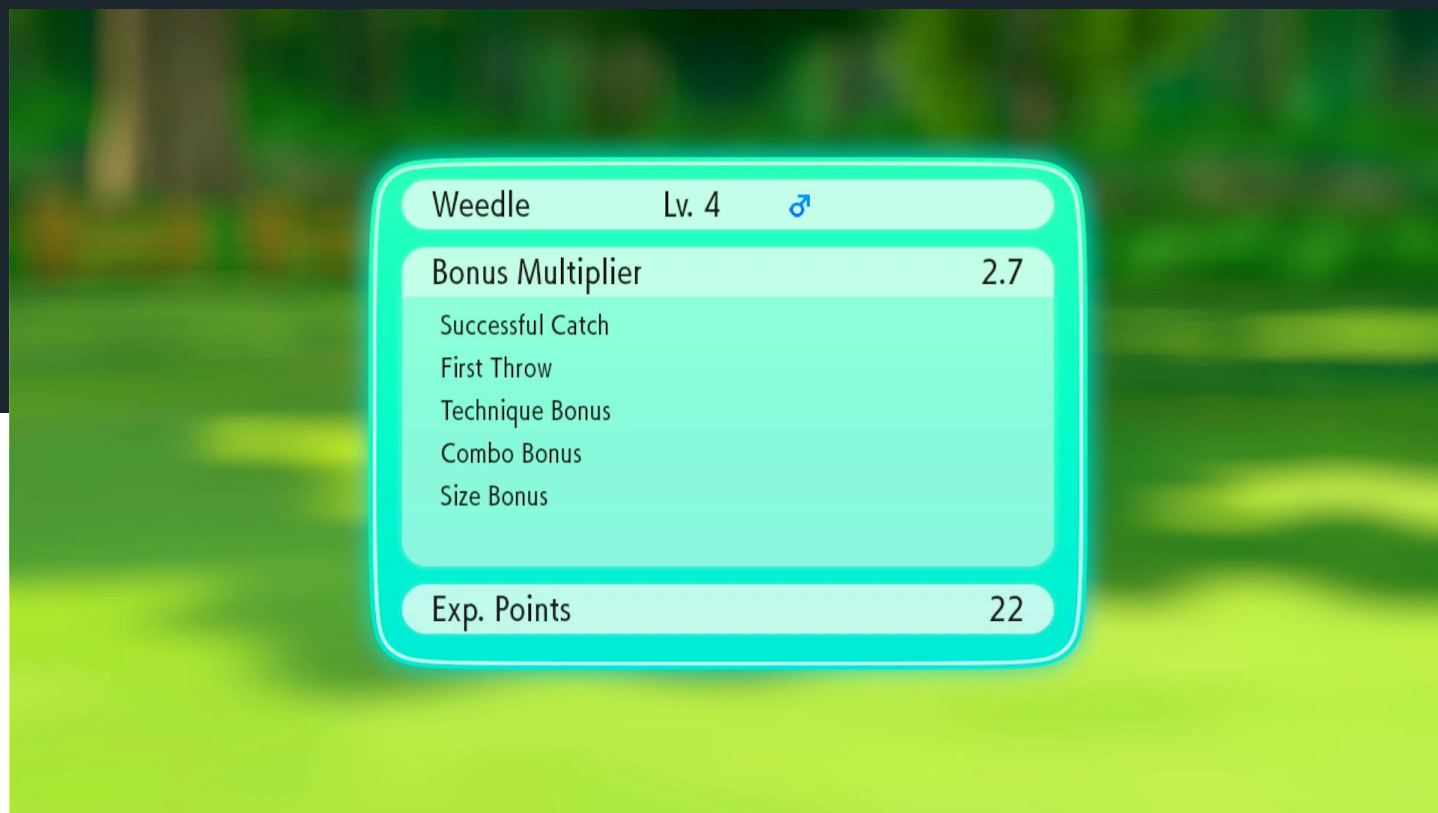 Weedle Lv. 4 ♂
Bonus Multiplier 2.7
Successful Catch
First Throw
Technique Bonus
Combo Bonus
Size Bonus
Exp. Points 22